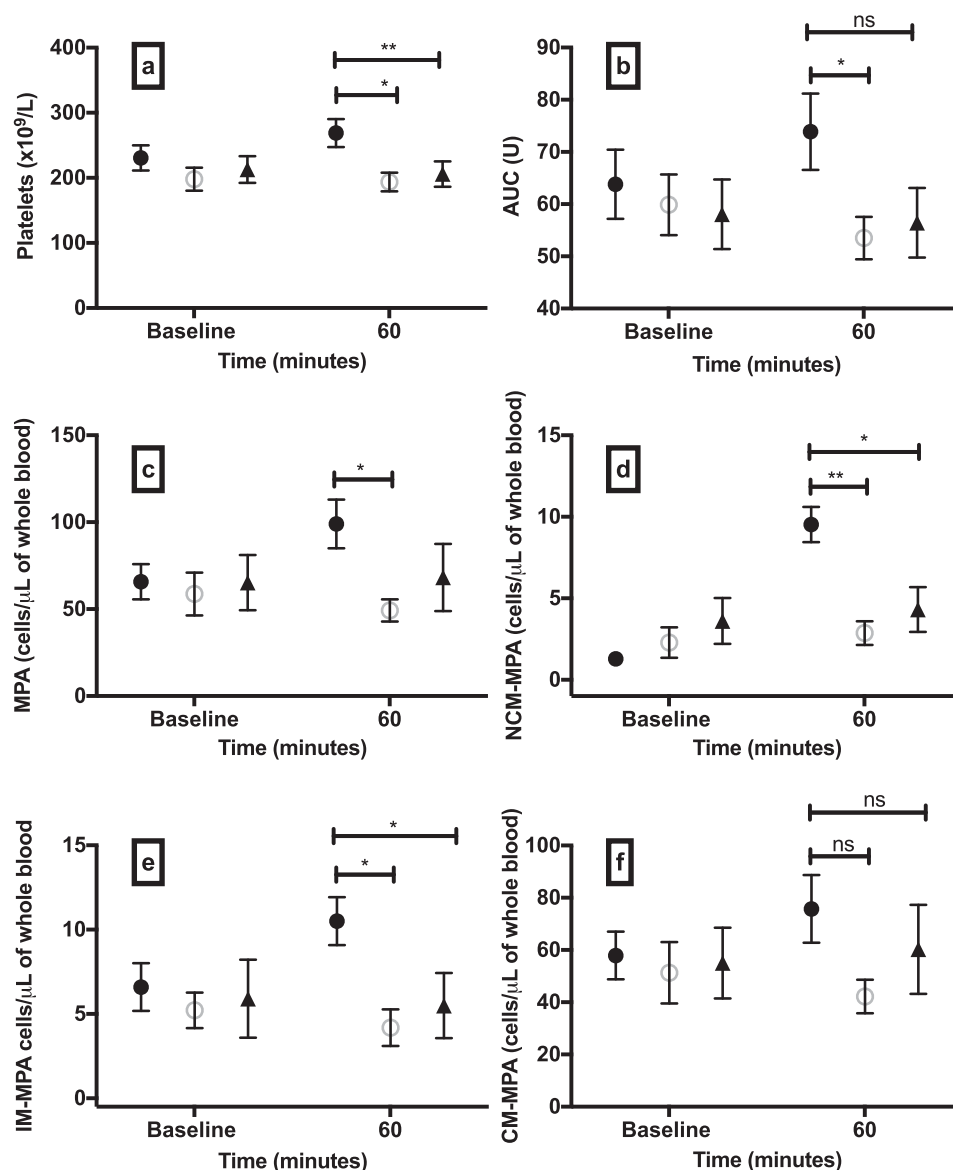 a
Platelets (x10⁹/L)
400
300
200
100
0
**
*
Baseline
60
Time (minutes)
b
AUC (U)
90
80
70
60
50
40
ns
*
Baseline
60
Time (minutes)
c
MPA (cells/μL of whole blood)
150
100
50
0
*
Baseline
60
Time (minutes)
d
NCM-MPA (cells/μL of whole blood)
15
10
5
0
*
**
Baseline
60
Time (minutes)
e
IM-MPA cells/μL of whole blood
15
10
5
0
*
*
Baseline
60
Time (minutes)
f
CM-MPA (cells/μL of whole blood)
100
80
60
40
20
0
ns
ns
Baseline
60
Time (minutes)